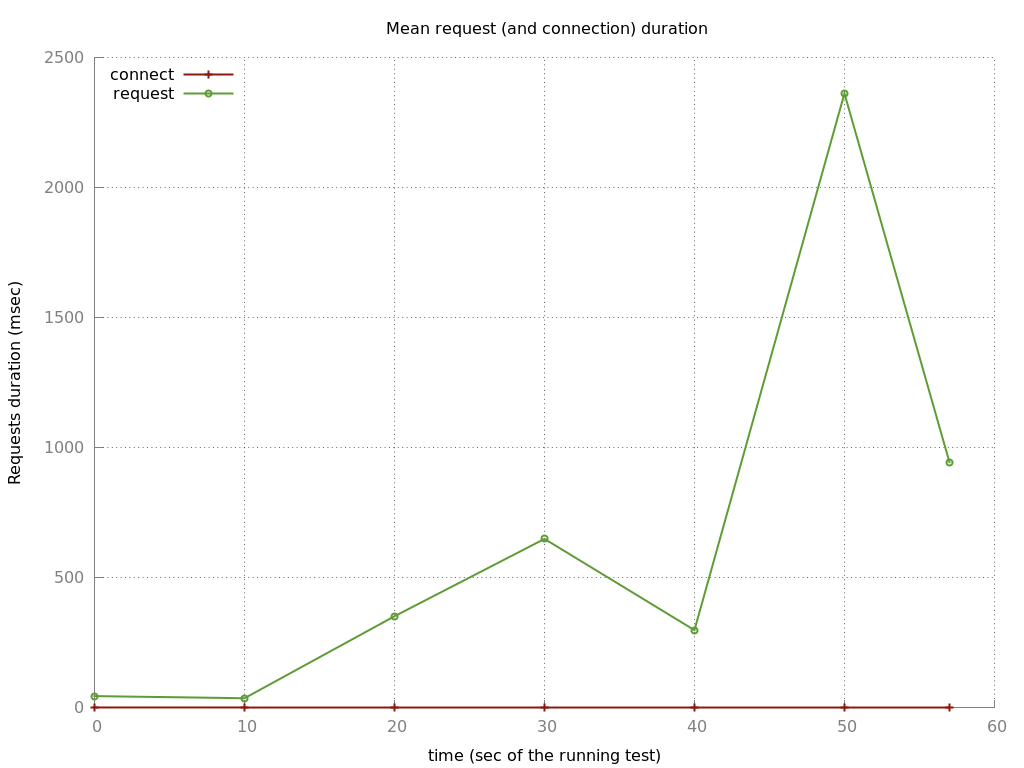 Mean request (and connection) duration
2500
connect
request
2000
1500
1000
500
0
Requests duration (msec)
0 10 20 30 40 50 60
time (sec of the running test)